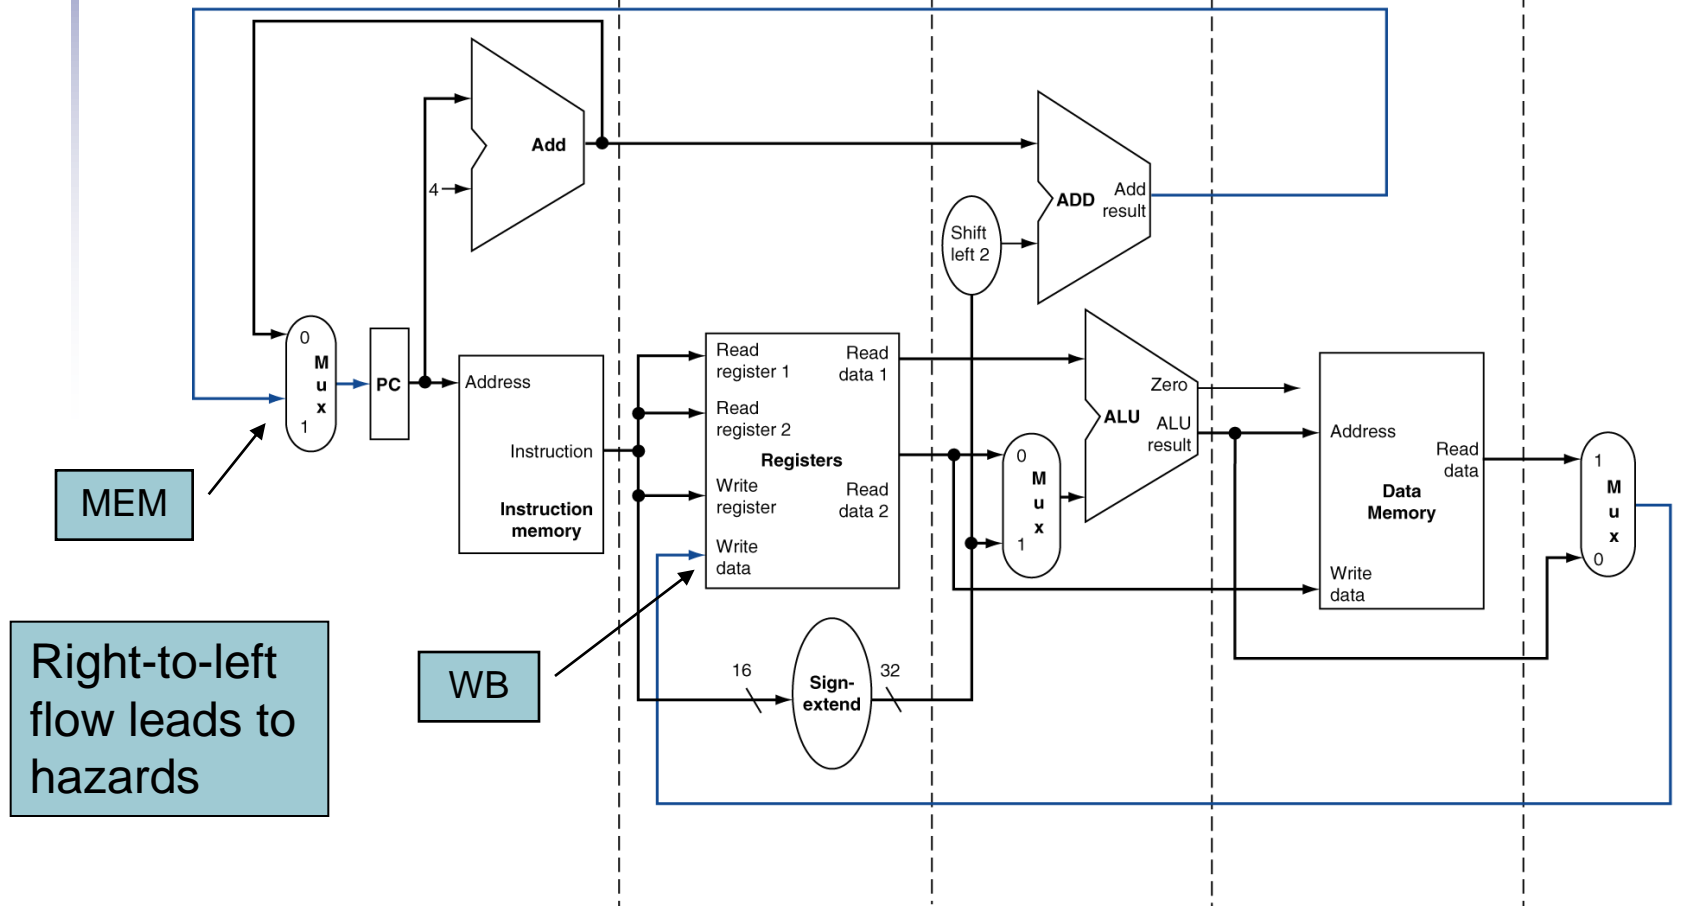 Add
4
ADD
Add
result
Shift
left 2
0
M
u
x
1
PC
Address
Instruction
Instruction
memory
Read
register 1
Read
data 1
Read
register 2
Registers
Write
register
Read
data 2
Write
data
0
M
u
x
1
Zero
ALU
ALU
result
Address
Read
data
Data
Memory
Write
data
1
M
u
x
0
MEM
WB
16
Sign-
extend
32
Right-to-left
flow leads to
hazards